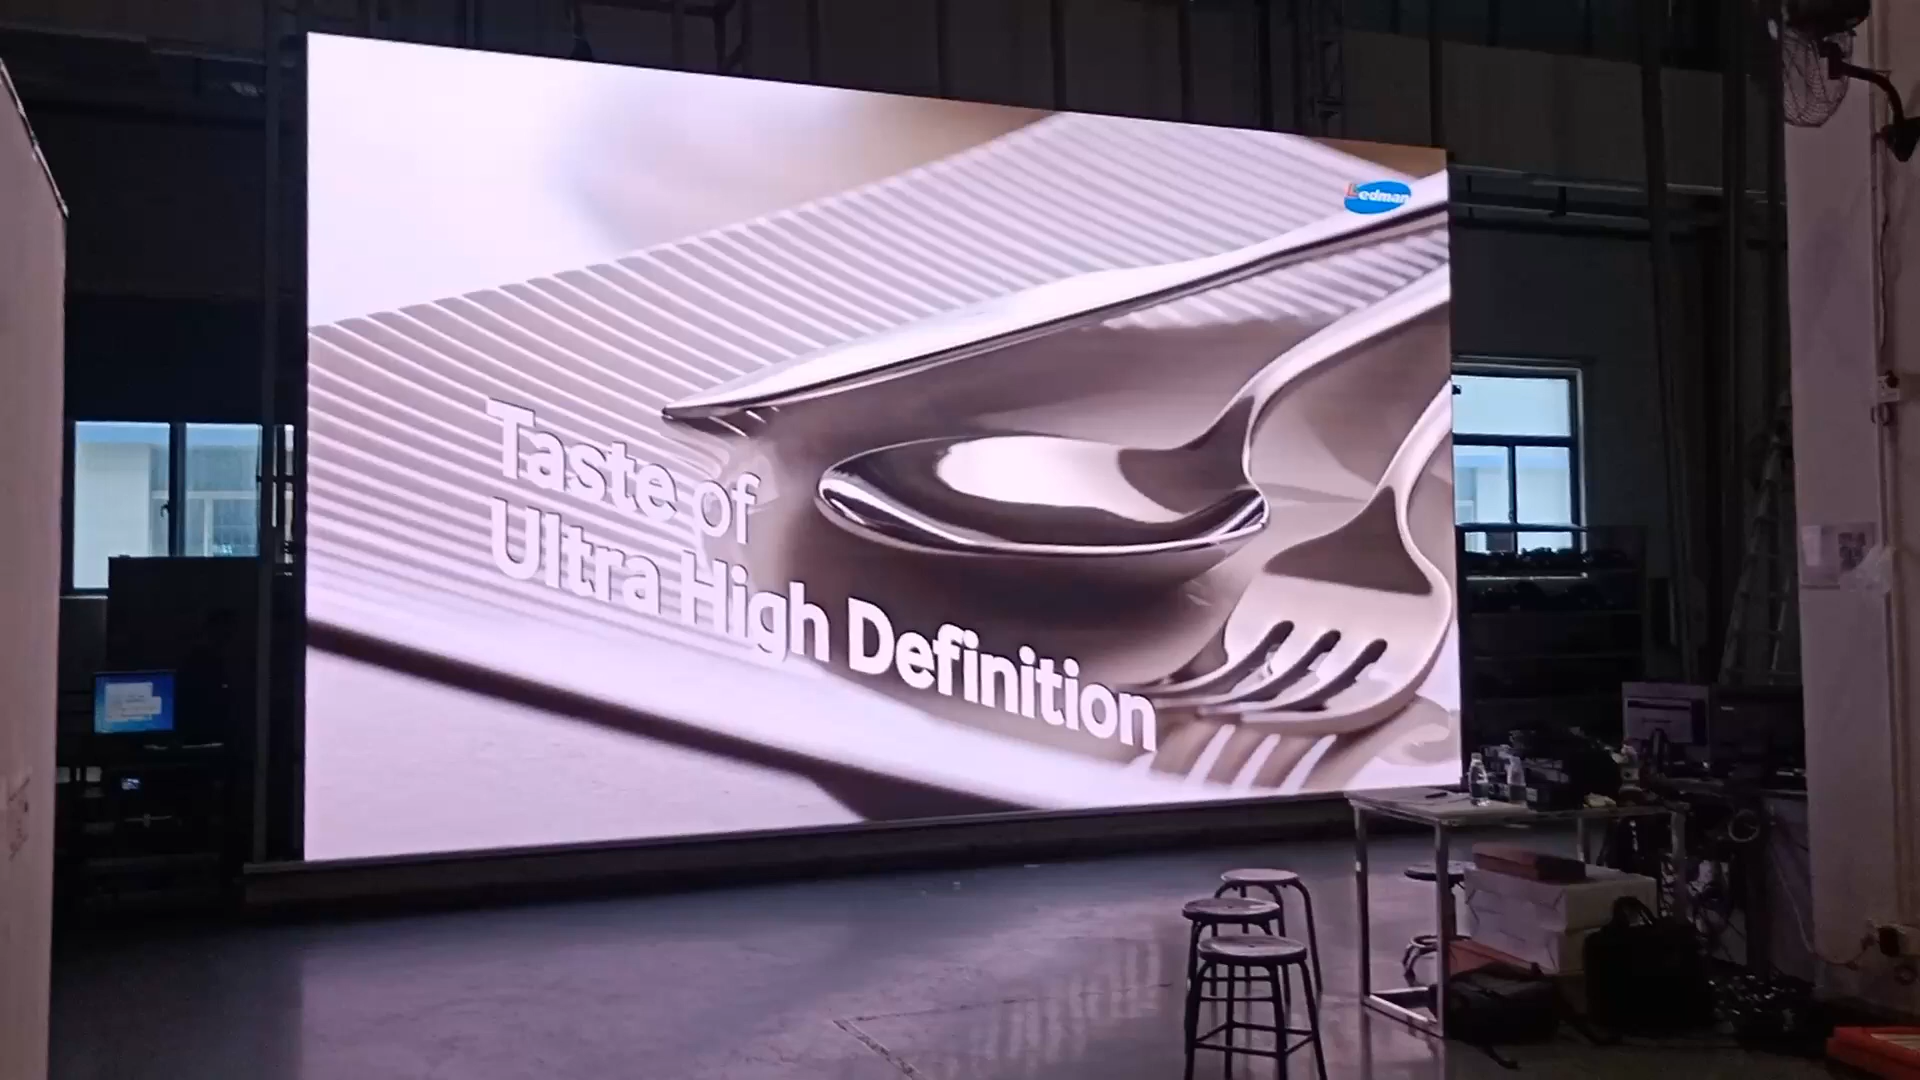 Ledman
Taste of
Ultra High Definition